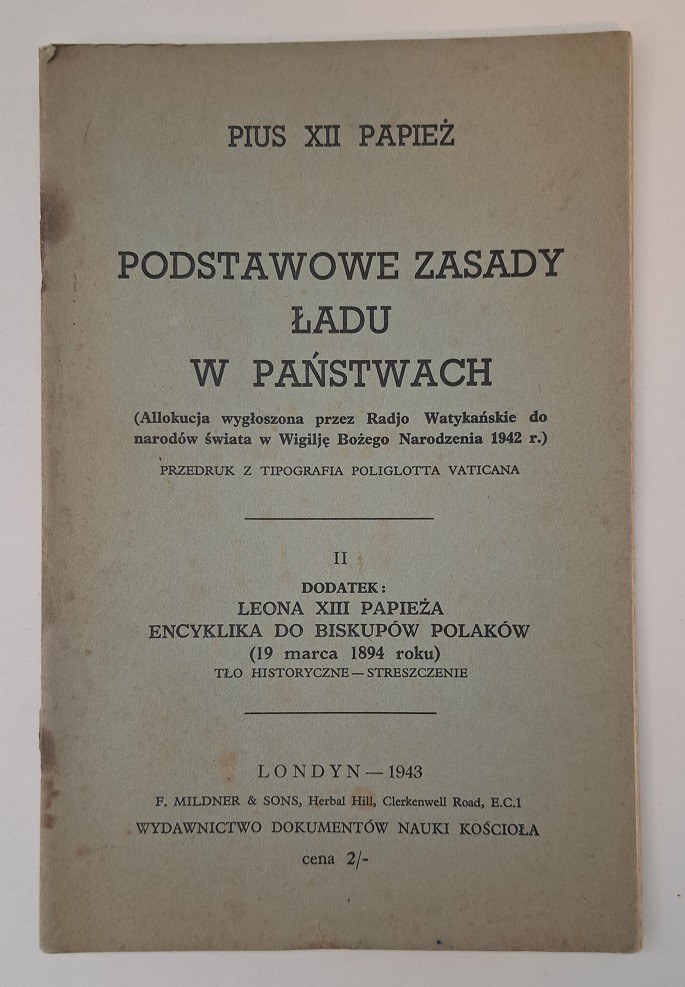 PIUS XII PAPIEŻ
PODSTAWOWE ZASADY
ŁADU
W PAŃSTWACH
(Allokucja wygłoszona przez Radjo Watykańskie do
narodów świata w Wigilję Bożego Narodzenia 1942 r.)
PRZEDRUK Z TIPOGRAFIA POLIGLOTTA VATICANA
II
DODATEK:
LEONA XIII PAPIEŻA
ENCYKLIKA DO BISKUPÓW POLAKÓW
(19 marca 1894 roku)
TŁO HISTORYCZNE — STRESZCZENIE
LONDYN — 1943
F. MILDNER & SONS, Herbal Hill, Clerkenwell Road, E.C.1
WYDAWNICTWO DOKUMENTÓW NAUKI KOŚCIOŁA
cena 2/-